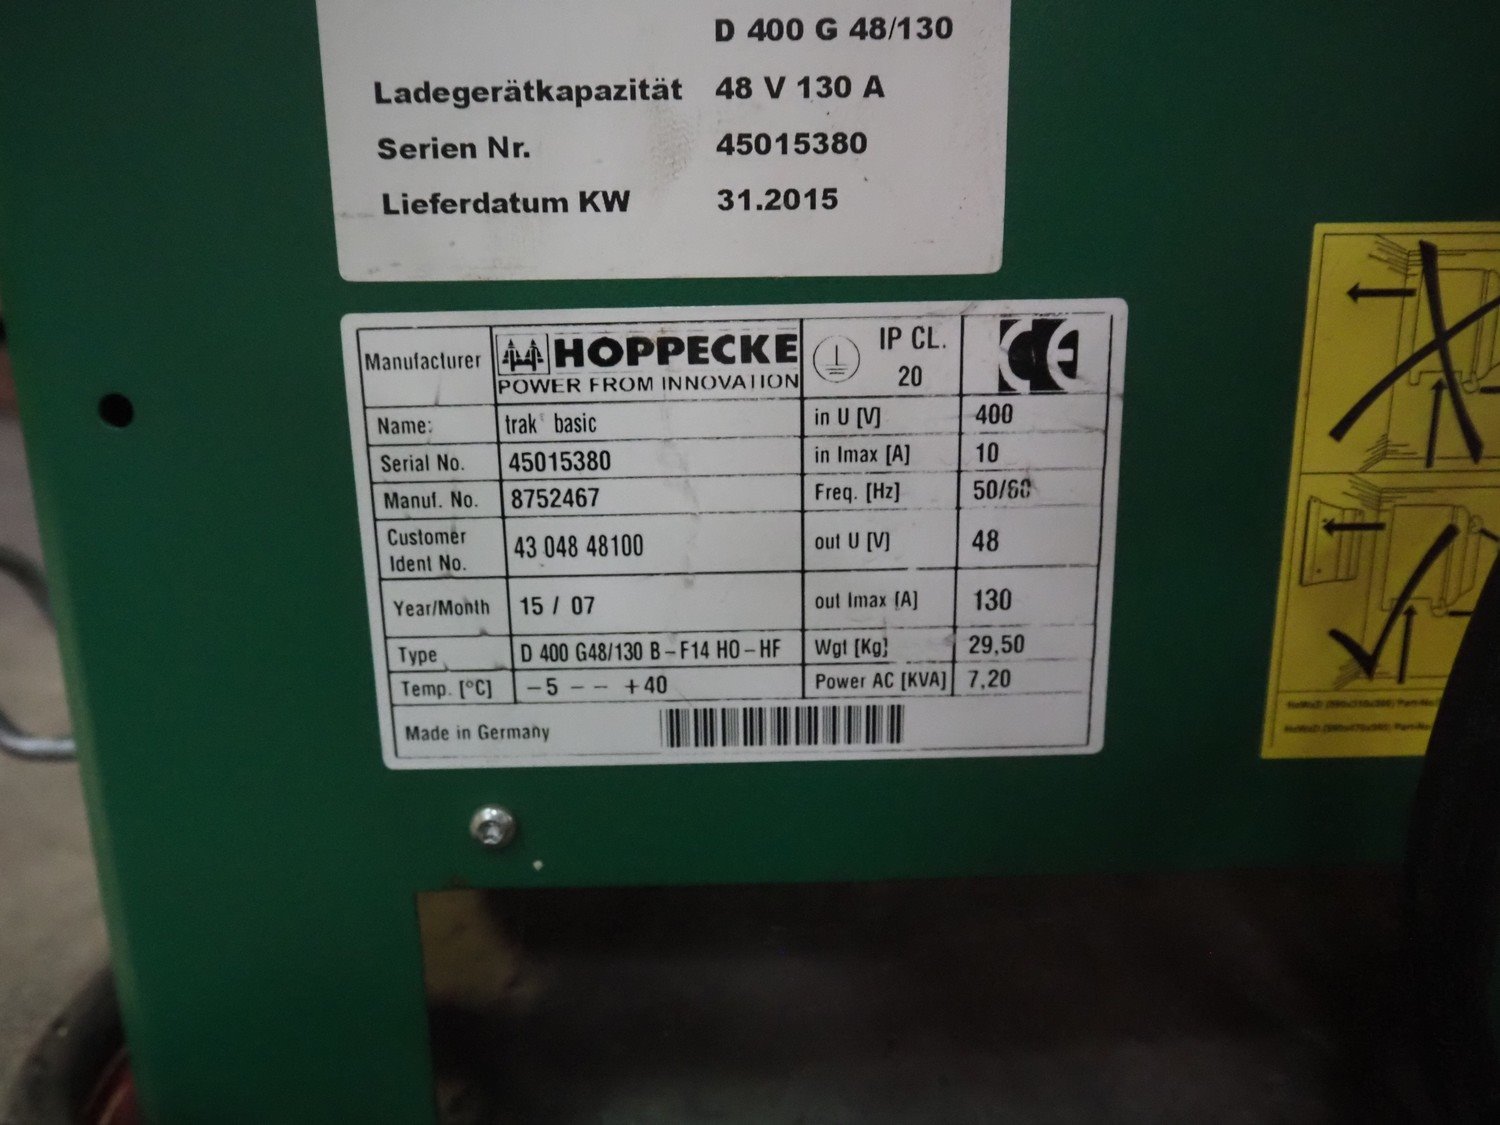 D 400 G 48/130
Ladegerätkapazität 48 V 130 A
Serien Nr. 45015380
Lieferdatum KW 31.2015
Manufacturer HOPPECKE IP CL. CE
POWER FROM INNOVATION 20
Name: trak basic in U [V] 400
Serial No. 45015380 in Imax [A] 10
Manuf. No. 8752467 Freq. [Hz] 50/60
Customer
Ident No. 43 048 48100 out U [V] 48
Year/Month 15 / 07 out Imax [A] 130
Type D 400 G48/130 B-F14 HO-HF Wgt [Kg] 29,50
Temp. [°C] -5 - - +40 Power AC [KVA] 7,20
Made in Germany